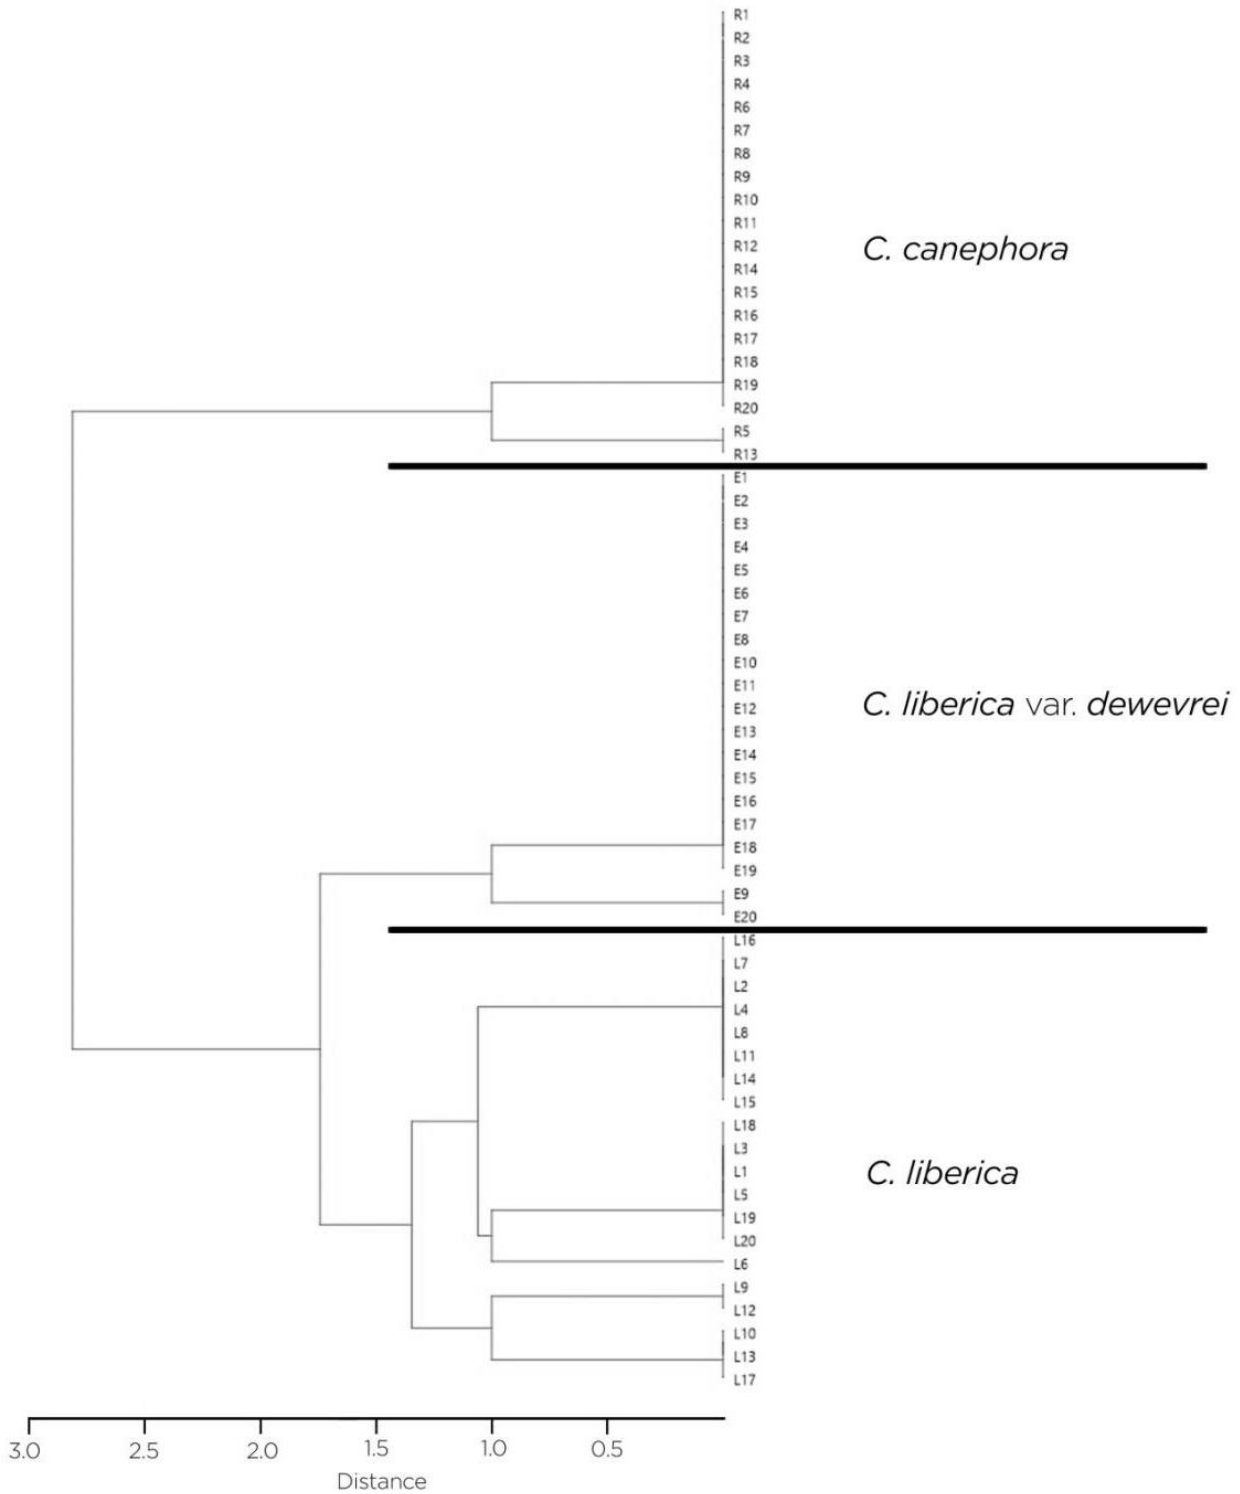 R1
R2
R3
R4
R6
R7
R8
R9
R10
R11
R12
R14
R15
R16
R17
R18
R19
R20
R5
R13
C. canephora
E1
E2
E3
E4
E5
E6
E7
E8
E10
E11
E12
E13
E14
E15
E16
E17
E18
E19
E9
E20
C. liberica var. dewevrei
L16
L7
L2
L4
L8
L11
L14
L15
L18
L3
L1
L5
L19
L20
L6
L9
L12
L10
L13
L17
C. liberica
3.0 2.5 2.0 1.5 1.0 0.5
Distance